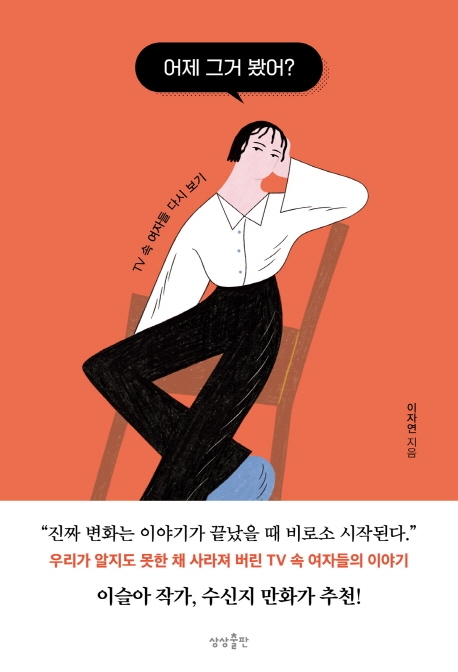 어제 그거 봤어?
TV 속 여자들 다시 보기
이자연 지음
“진짜 변화는 이야기가 끝났을 때 비로소 시작된다.”
우리가 알지도 못한 채 사라져 버린 TV 속 여자들의 이야기
이슬아 작가, 수신지 만화가 추천!
상상출판